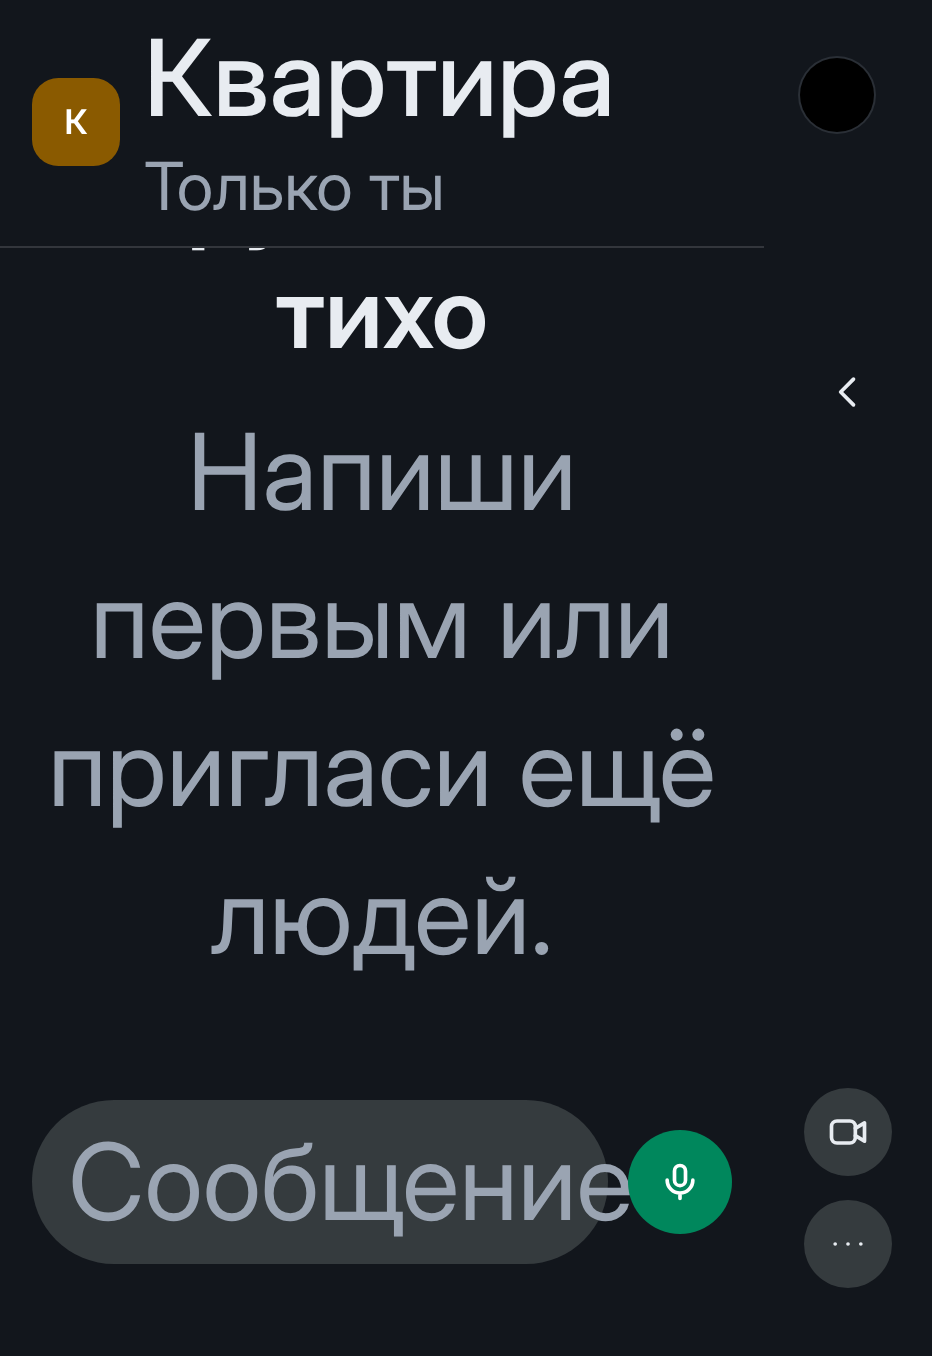 К
Квартира
Только ты
тихо
Напиши
первым или
пригласи ещё
людей.
Сообщение